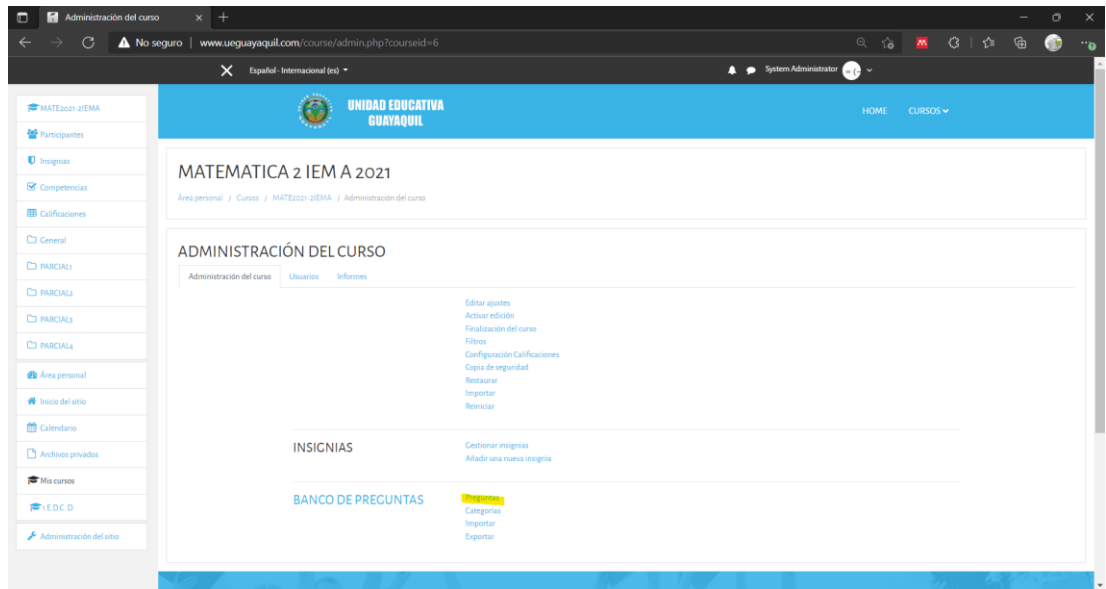 Administración del curso
No seguro | www.ueguayaquil.com/course/admin.php?courseid=6
Español - Internacional (es)
System Administrator
UNIDAD EDUCATIVA
GUAYAQUIL
HOME
CURSOS
MATE2021-2IEMA
Participantes
Insignias
Competencias
Calificaciones
General
PARCIAL1
PARCIAL2
PARCIAL3
PARCIAL4
Área personal
Inicio del sitio
Calendario
Archivos privados
Mis cursos
1 E.D.C. D
Administración del sitio
MATEMATICA 2 IEM A 2021
Área personal / Cursos / MATE2021-2IEMA / Administración del curso
ADMINISTRACIÓN DEL CURSO
Administración del curso Usuarios Informes
Editar ajustes
Activar edición
Finalización del curso
Filtros
Configuración Calificaciones
Copia de seguridad
Restaurar
Importar
Reiniciar
INSIGNIAS
Gestionar insignias
Añadir una nueva insignia
BANCO DE PREGUNTAS
Preguntas
Categorías
Importar
Exportar